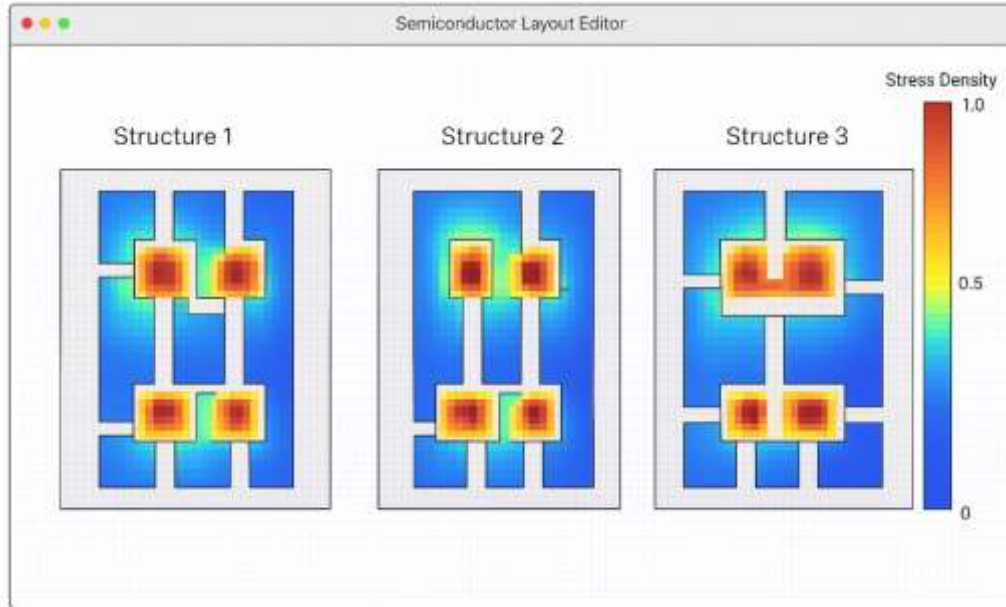 Semiconductor Layout Editor
Stress Density
1.0
Structure 1
Structure 2
Structure 3
0.5
0